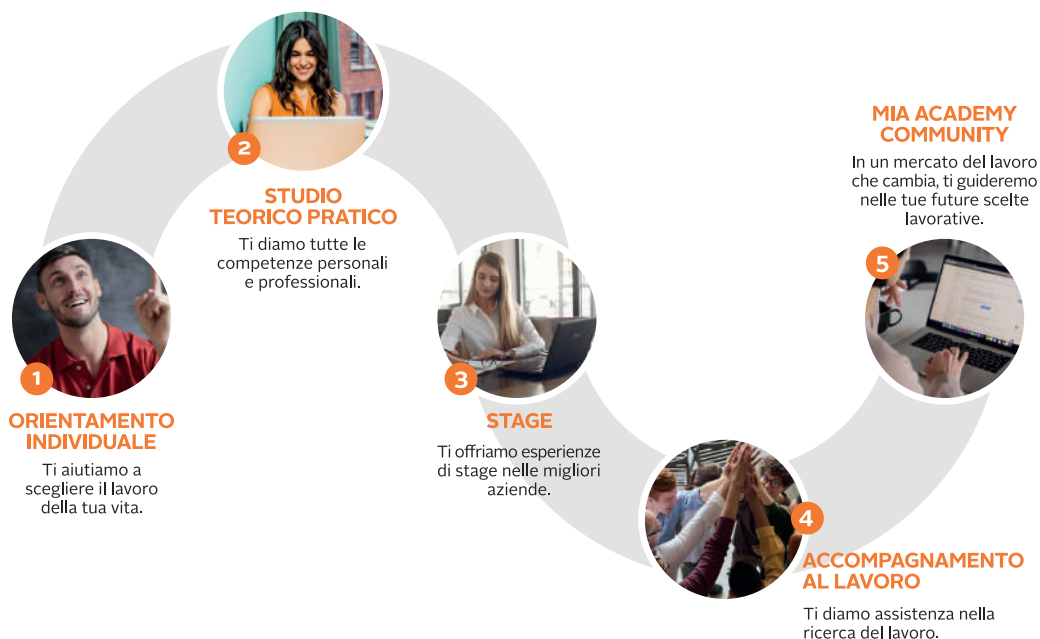 1
ORIENTAMENTO
INDIVIDUALE
Ti aiutiamo a
scegliere il lavoro
della tua vita.
2
STUDIO
TEORICO PRATICO
Ti diamo tutte le
competenze personali
e professionali.
3
STAGE
Ti offriamo esperienze
di stage nelle migliori
aziende.
4
ACCOMPAGNAMENTO
AL LAVORO
Ti diamo assistenza nella
ricerca del lavoro.
MIA ACADEMY
COMMUNITY
In un mercato del lavoro
che cambia, ti guideremo
nelle tue future scelte
lavorative.
5